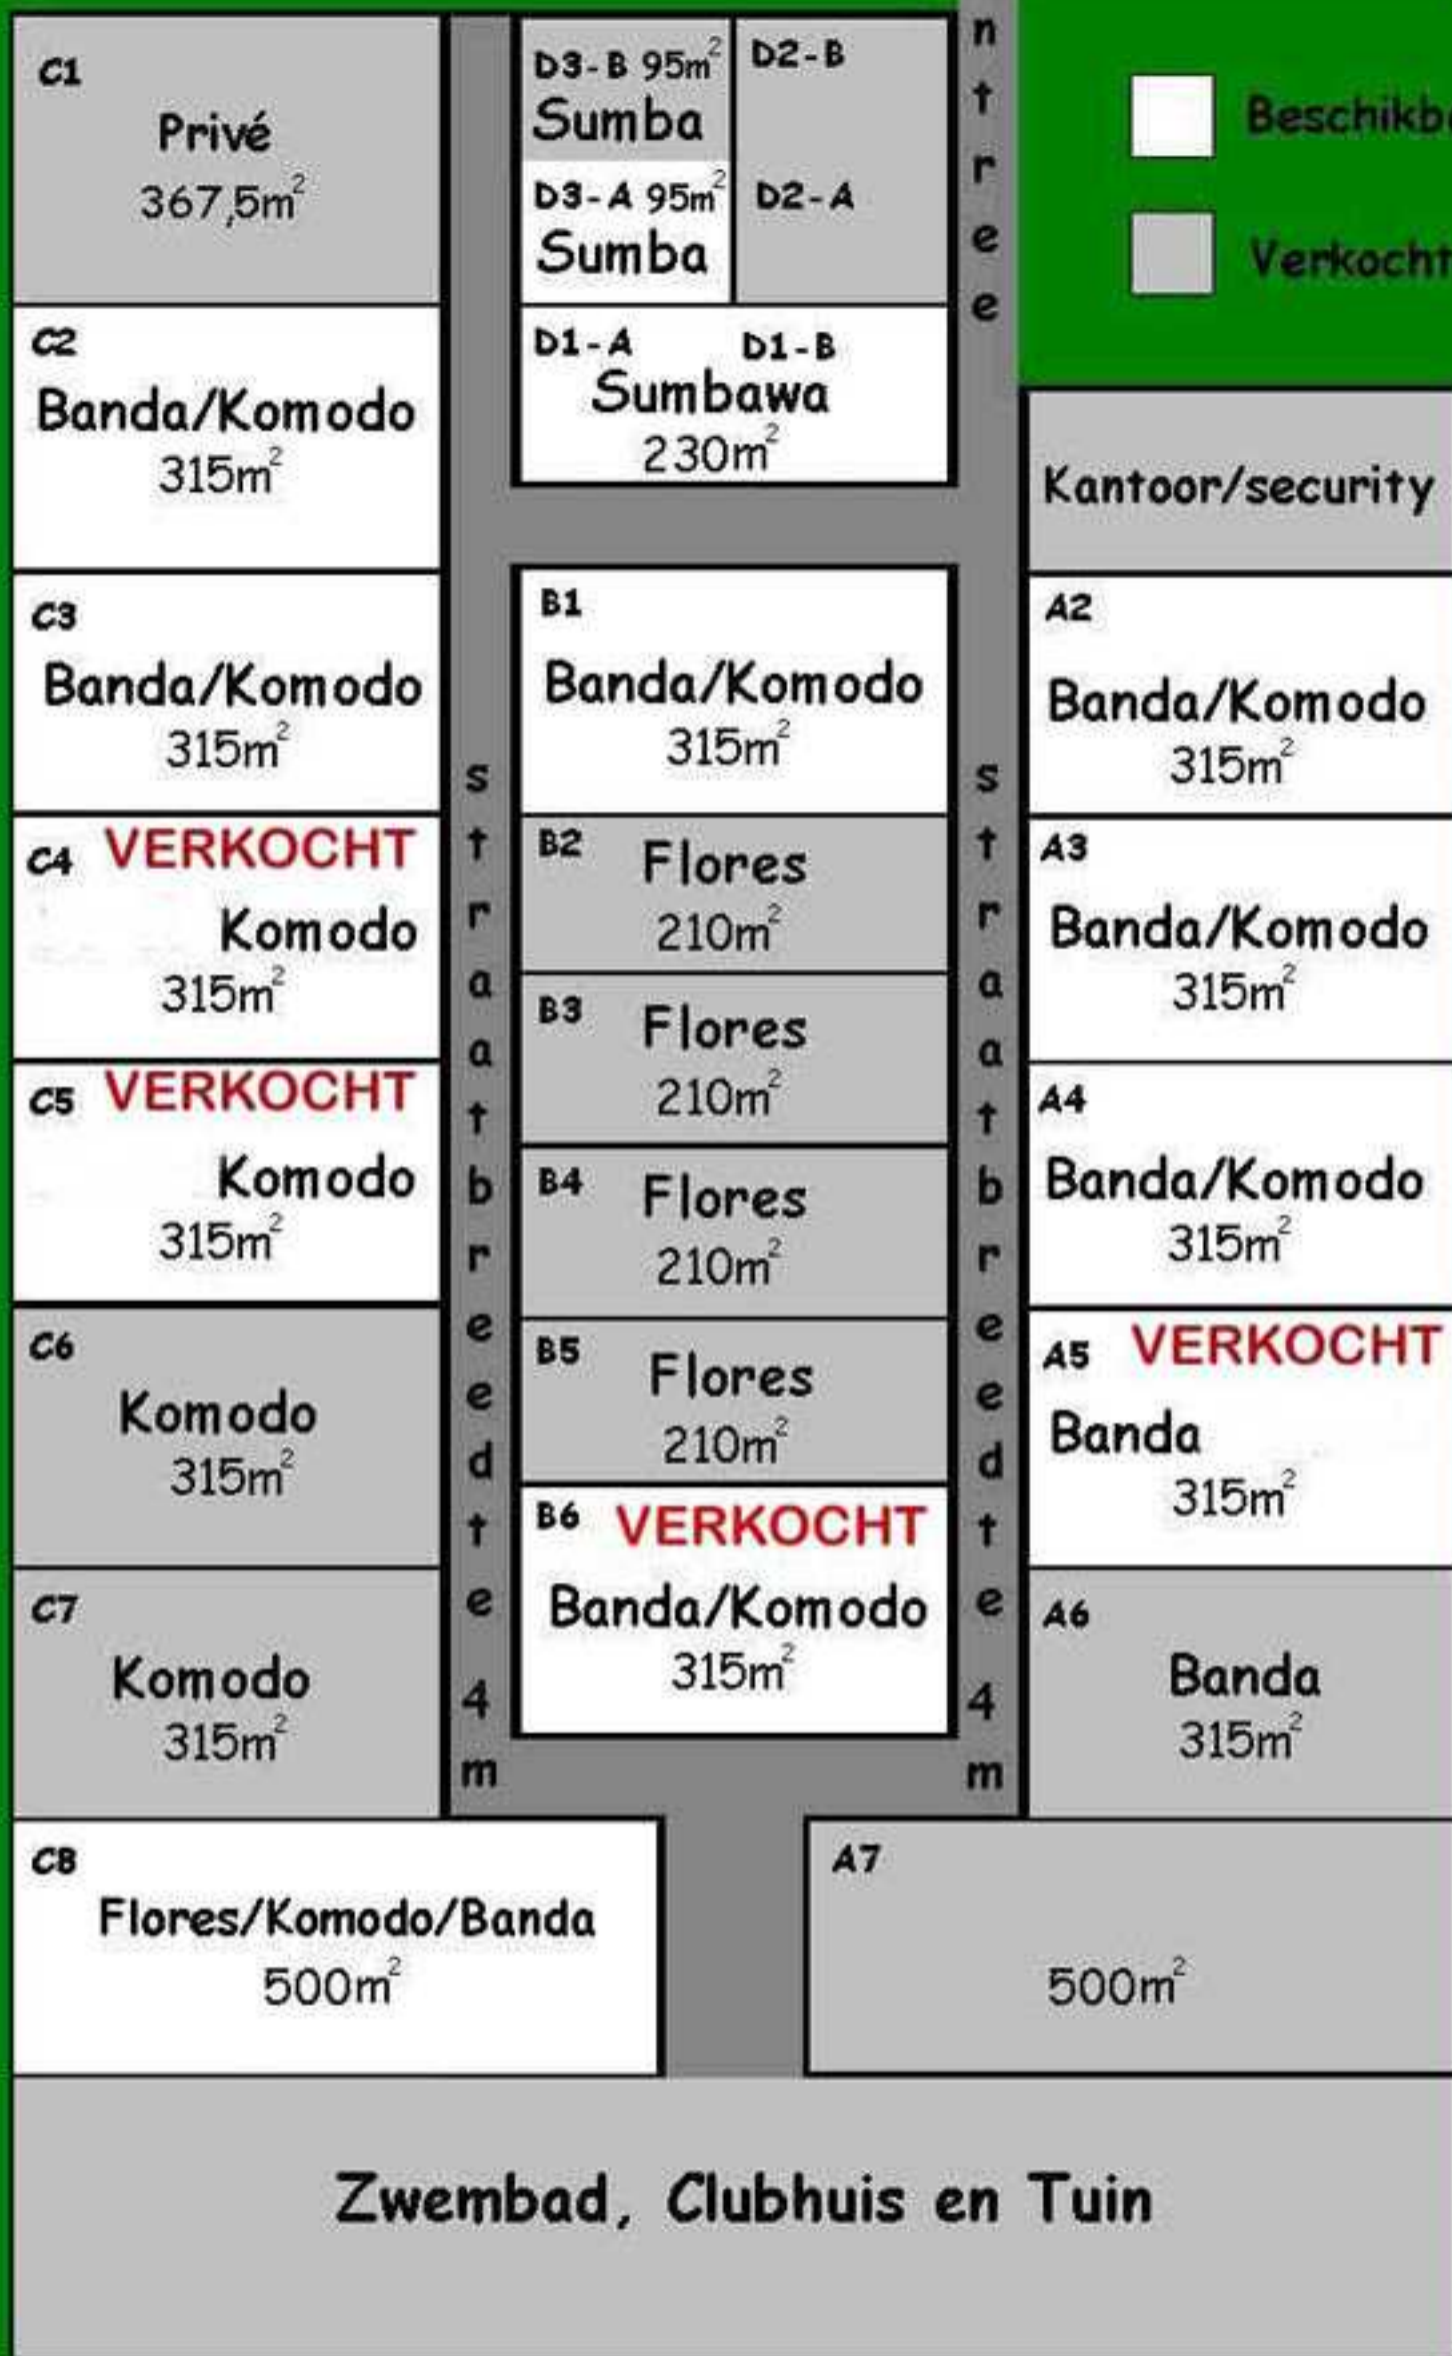 C1
Privé
367,5m²
C2
Banda/Komodo
315m²
C3
Banda/Komodo
315m²
C4 VERKOCHT
Komodo
315m²
C5 VERKOCHT
Komodo
315m²
C6
Komodo
315m²
C7
Komodo
315m²
C8
Flores/Komodo/Banda
500m²
straatbreedte 4m
D3-B 95m²
Sumba
D3-A 95m²
Sumba
D2-B
D2-A
D1-A D1-B
Sumbawa
230m²
B1
Banda/Komodo
315m²
B2 Flores
210m²
B3 Flores
210m²
B4 Flores
210m²
B5 Flores
210m²
B6 VERKOCHT
Banda/Komodo
315m²
ntree
straatbreedte 4m
Beschikb
Verkocht
Kantoor/security
A2
Banda/Komodo
315m²
A3
Banda/Komodo
315m²
A4
Banda/Komodo
315m²
A5 VERKOCHT
Banda
315m²
A6
Banda
315m²
A7
500m²
Zwembad, Clubhuis en Tuin